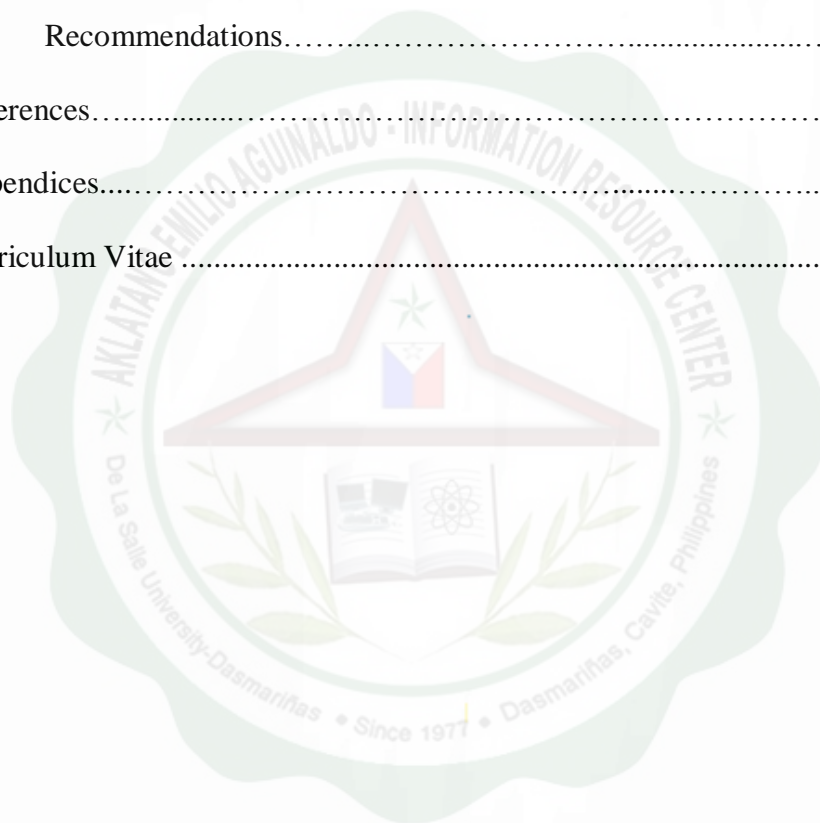 Recommendations……....……………………….......................…
erences…..............…………………………………………………
pendices....…………………………………………….......…………...
riculum Vitae .................................................................................
AKLATANG EMILIO AGUINALDO - INFORMATION RESOURCE CENTER
De La Salle University-Dasmariñas • Since 1977 • Dasmariñas, Cavite, Philippines